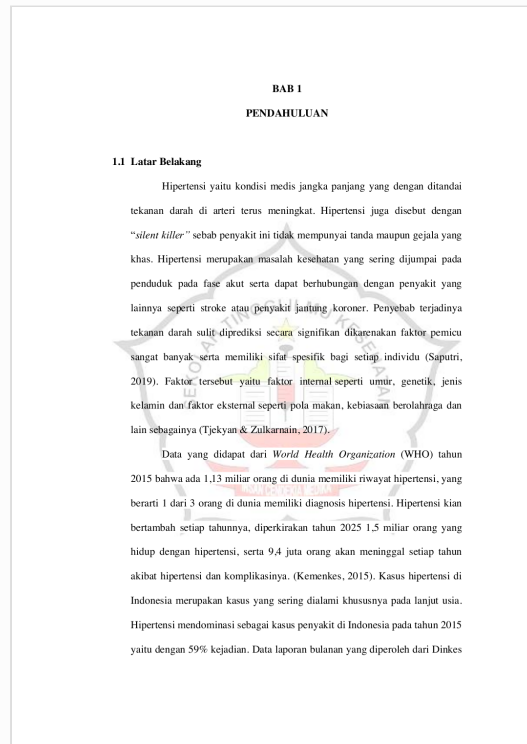 BAB 1
PENDAHULUAN
1.1 Latar Belakang
Hipertensi yaitu kondisi medis jangka panjang yang dengan ditandai
tekanan darah di arteri terus meningkat. Hipertensi juga disebut dengan
“silent killer” sebab penyakit ini tidak mempunyai tanda maupun gejala yang
khas. Hipertensi merupakan masalah kesehatan yang sering dijumpai pada
penduduk pada fase akut serta dapat berhubungan dengan penyakit yang
lainnya seperti stroke atau penyakit jantung koroner. Penyebab terjadinya
tekanan darah sulit diprediksi secara signifikan dikarenakan faktor pemicu
sangat banyak serta memiliki sifat spesifik bagi setiap individu (Saputri,
2019). Faktor tersebut yaitu faktor internal seperti umur, genetik, jenis
kelamin dan faktor eksternal seperti pola makan, kebiasaan berolahraga dan
lain sebagainya (Tjekyan & Zulkarnain, 2017).
Data yang didapat dari World Health Organization (WHO) tahun
2015 bahwa ada 1,13 miliar orang di dunia memiliki riwayat hipertensi, yang
berarti 1 dari 3 orang di dunia memiliki diagnosis hipertensi. Hipertensi kian
bertambah setiap tahunnya, diperkirakan tahun 2025 1,5 miliar orang yang
hidup dengan hipertensi, serta 9,4 juta orang akan meninggal setiap tahun
akibat hipertensi dan komplikasinya. (Kemenkes, 2015). Kasus hipertensi di
Indonesia merupakan kasus yang sering dialami khususnya pada lanjut usia.
Hipertensi mendominasi sebagai kasus penyakit di Indonesia pada tahun 2015
yaitu dengan 59% kejadian. Data laporan bulanan yang diperoleh dari Dinkes
SEKOLAH TINGGI ILMU KESEHATAN